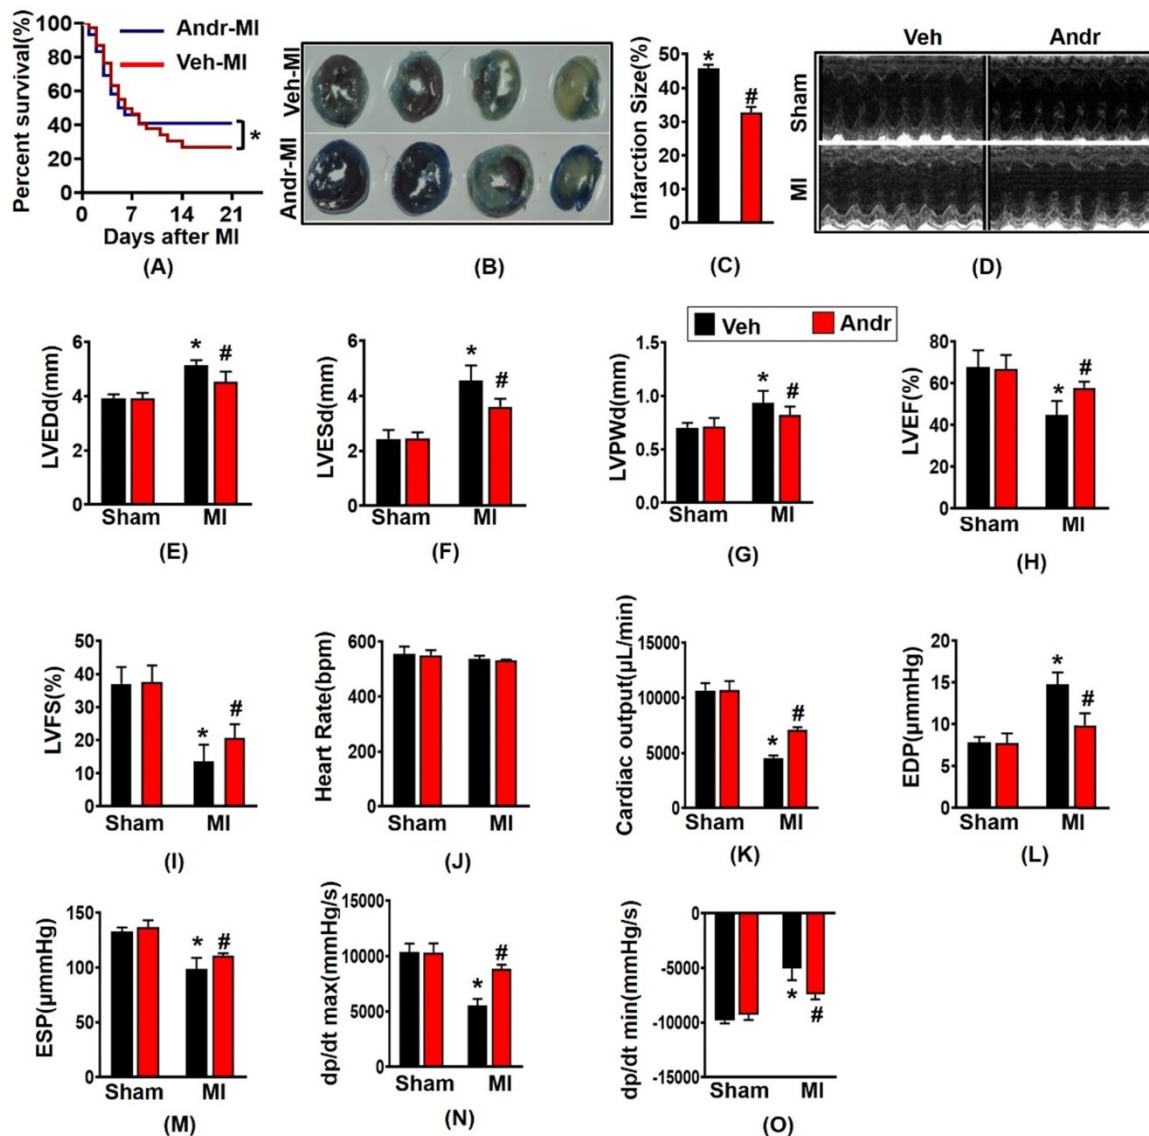 Percent survival(%)
100
80
60
40
20
0
0 7 14 21
Days after MI
Andr-MI
Veh-MI
*
(A)
Veh-MI
Andr-MI
(B)
Infarction Size(%)
50
40
30
20
10
0
* #
(C)
Veh Andr
Sham
MI
(D)
Veh Andr
LVEDd(mm)
6
4
2
0
* #
Sham MI
(E)
LVESd(mm)
6
4
2
0
* #
Sham MI
(F)
LVPWd(mm)
1.5
1.0
0.5
0.0
* #
Sham MI
(G)
LVEF(%)
80
60
40
20
0
* #
Sham MI
(H)
LVFS(%)
50
40
30
20
10
0
* #
Sham MI
(I)
Heart Rate(bpm)
600
400
200
0
Sham MI
(J)
Cardiac output(µL/min)
15000
10000
5000
0
* #
Sham MI
(K)
EDP(µmmHg)
20
15
10
5
0
* #
Sham MI
(L)
ESP(µmmHg)
150
100
50
0
* #
Sham MI
(M)
dp/dt max(mmHg/s)
15000
10000
5000
0
* #
Sham MI
(N)
dp/dt min(mmHg/s)
0
-5000
-10000
-15000
* #
Sham MI
(O)